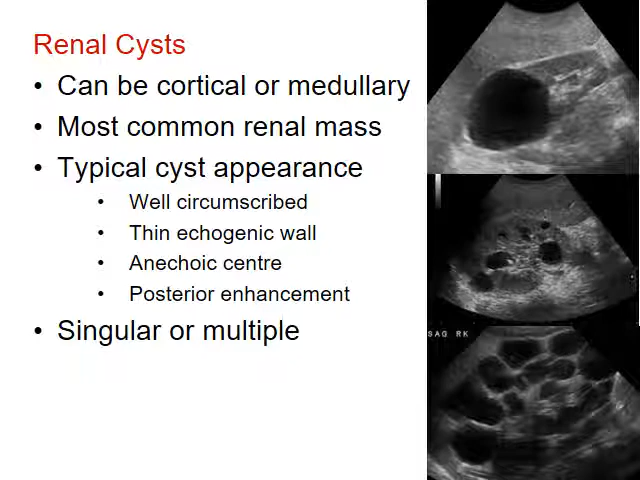 Renal Cysts
• Can be cortical or medullary
• Most common renal mass
• Typical cyst appearance
• Well circumscribed
• Thin echogenic wall
• Anechoic centre
• Posterior enhancement
• Singular or multiple
SAG RK